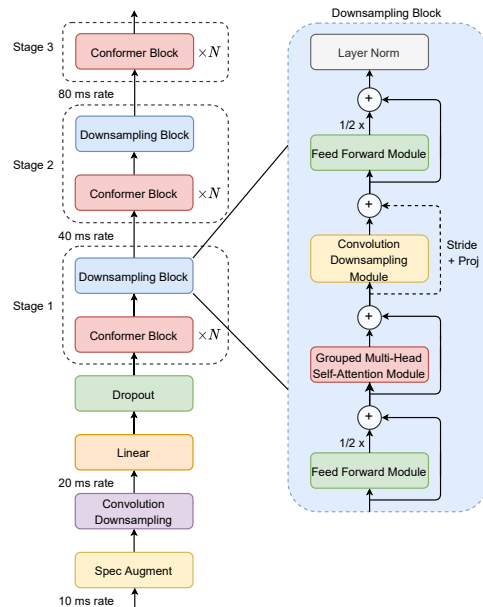 Stage 3
Conformer Block
×N
80 ms rate
Stage 2
Downsampling Block
Conformer Block
×N
40 ms rate
Stage 1
Downsampling Block
Conformer Block
×N
Dropout
Linear
20 ms rate
Convolution
Downsampling
Spec Augment
10 ms rate
Downsampling Block
Layer Norm
+
1/2 x
Feed Forward Module
+
Convolution
Downsampling
Module
Stride
+ Proj
+
Grouped Multi-Head
Self-Attention Module
+
1/2 x
Feed Forward Module